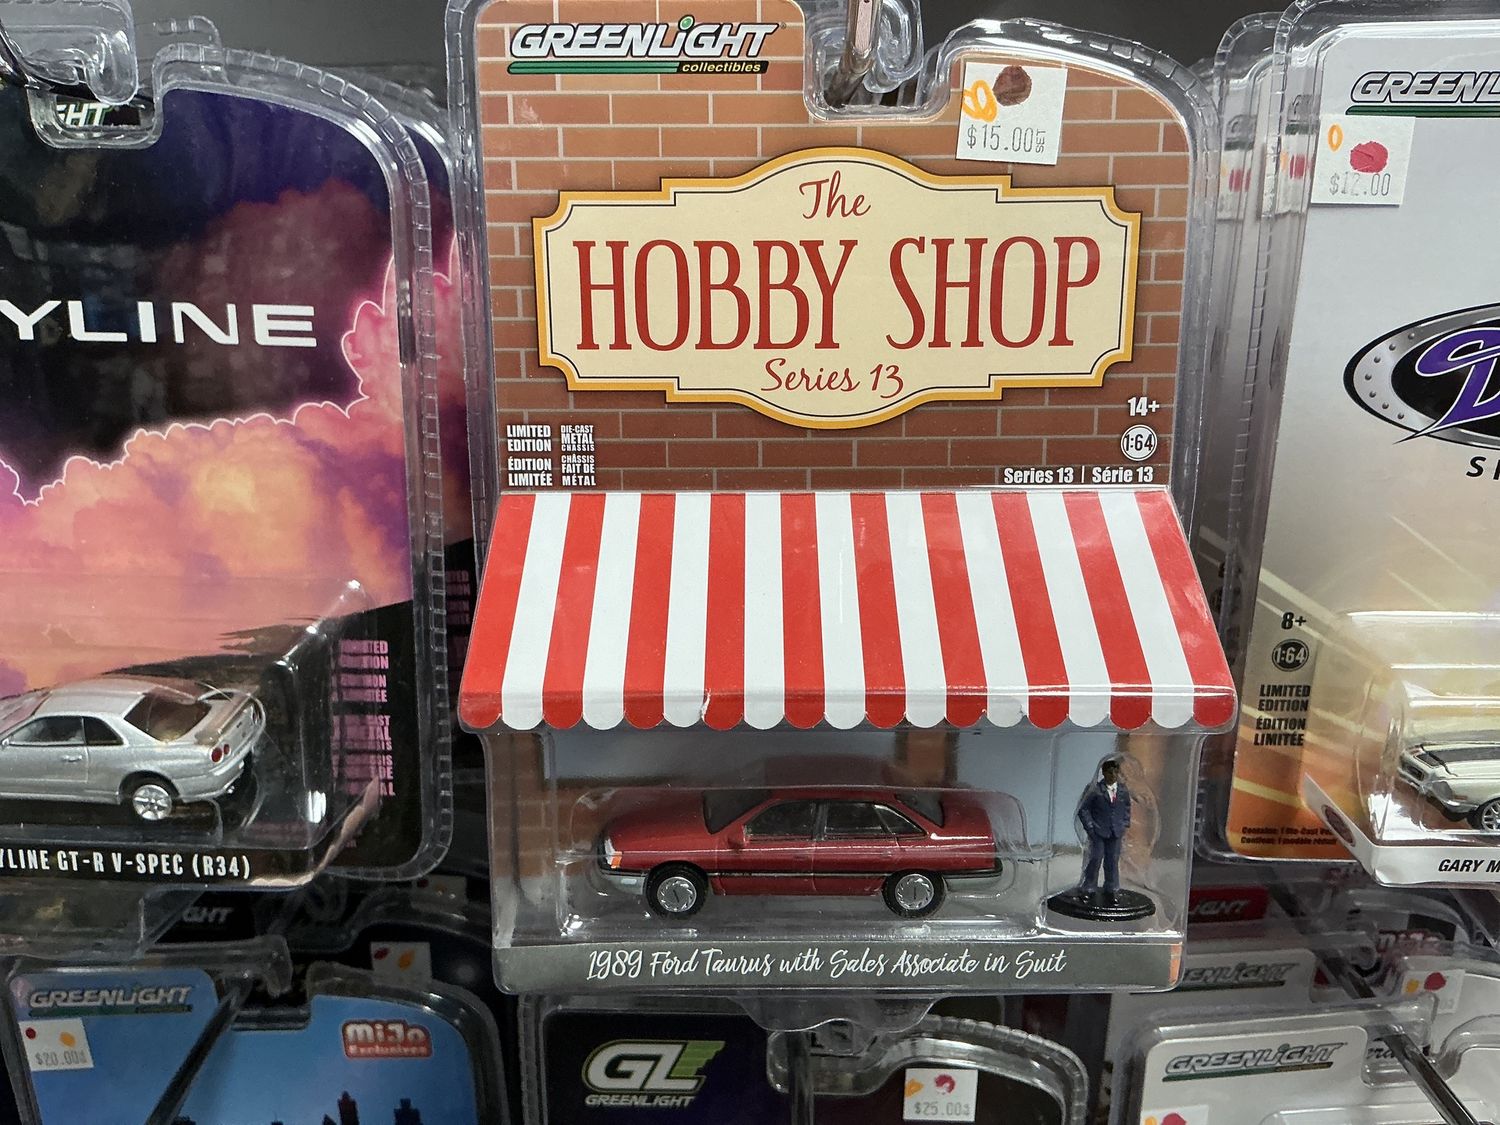 GREENLiGHT
collectibles
$15.00
SET
The
HOBBY SHOP
Series 13
14+
1:64
LIMITED
EDITION
ÉDITION
LIMITÉE
DIE-CAST
METAL
CHASSIS
CHÂSSIS
FAIT DE
MÉTAL
Series 13 | Série 13
1989 Ford Taurus with Sales Associate in Suit
GHT
YLINE
YLINE GT-R V-SPEC (R34)
GREENL
$12.00
8+
1:64
LIMITED
EDITION
ÉDITION
LIMITÉE
GARY M
GREENLiGHT
$20.00
miJo
Exclusives
GL
GREENLiGHT
$25.00
GREENLiGHT